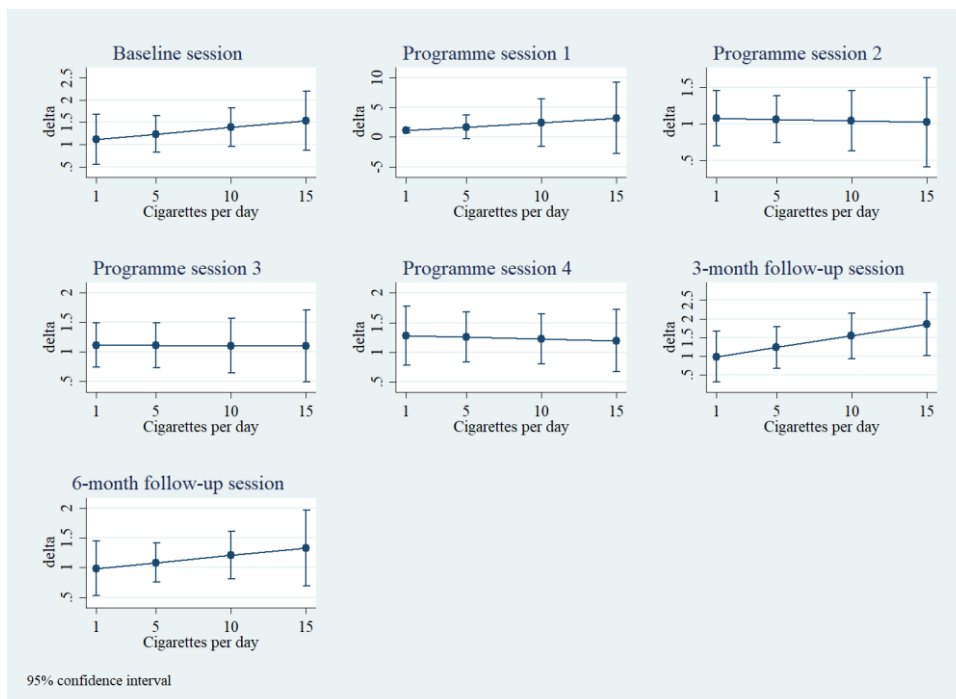 Baseline session
delta
.5 1 1.5 2 2.5
1 5 10 15
Cigarettes per day
Programme session 1
delta
-5 0 5 10
1 5 10 15
Cigarettes per day
Programme session 2
delta
.5 1 1.5
1 5 10 15
Cigarettes per day
Programme session 3
delta
.5 1 1.5 2
1 5 10 15
Cigarettes per day
Programme session 4
delta
.5 1 1.5 2
1 5 10 15
Cigarettes per day
3-month follow-up session
delta
.5 1 1.5 2 2.5
1 5 10 15
Cigarettes per day
6-month follow-up session
delta
.5 1 1.5 2
1 5 10 15
Cigarettes per day
95% confidence interval